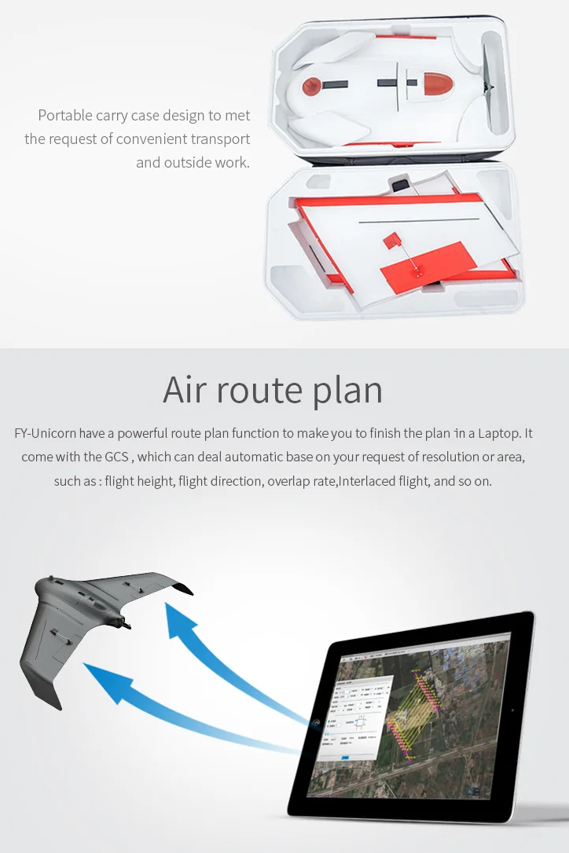 Portable carry case design to met
the request of convenient transport
and outside work.
Air route plan
FY-Unicorn have a powerful route plan function to make you to finish the plan in a Laptop. It
come with the GCS , which can deal automatic base on your request of resolution or area,
such as : flight height, flight direction, overlap rate,Interlaced flight, and so on.